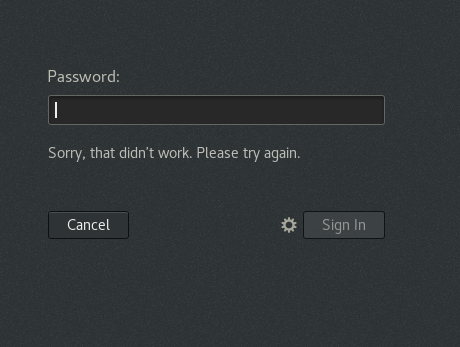 Password:
Sorry, that didn't work. Please try again.
Cancel
Sign In